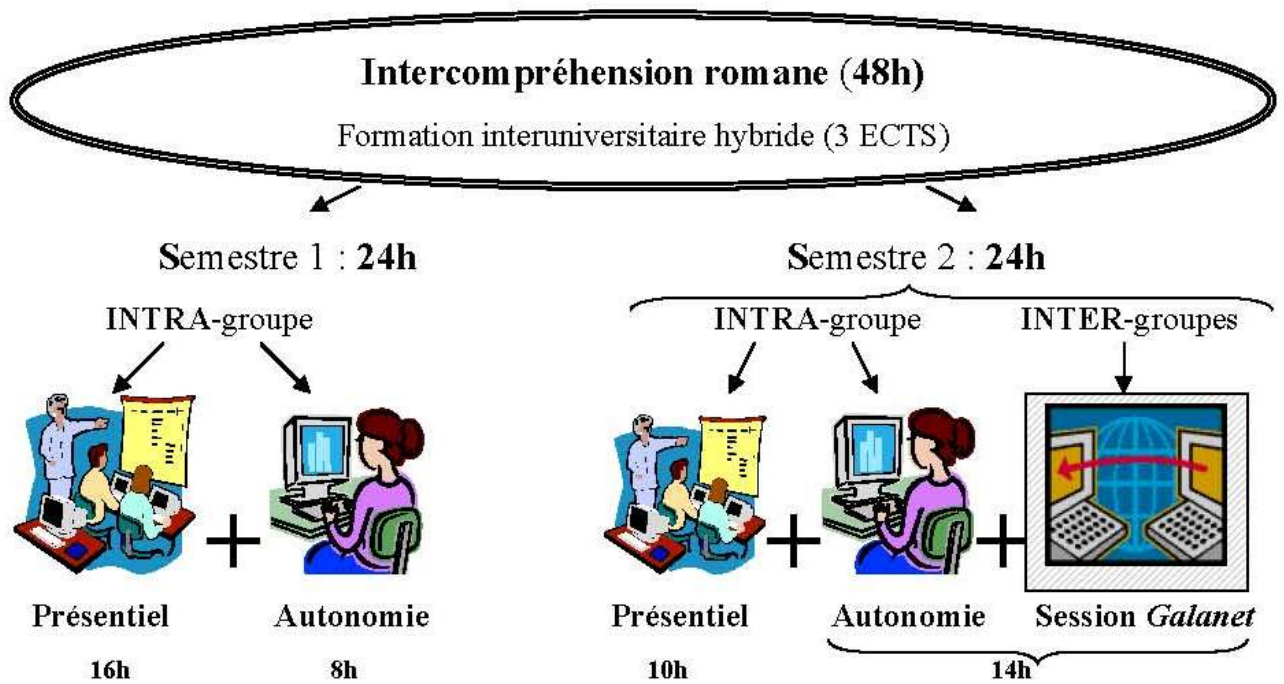 Intercompréhension romane (48h)
Formation interuniversitaire hybride (3 ECTS)
Semestre 1 : 24h
Semestre 2 : 24h
INTRA-groupe
INTRA-groupe
INTER-groupes
Présentiel
Autonomie
Présentiel
Autonomie
Session Galanet
16h
8h
10h
14h